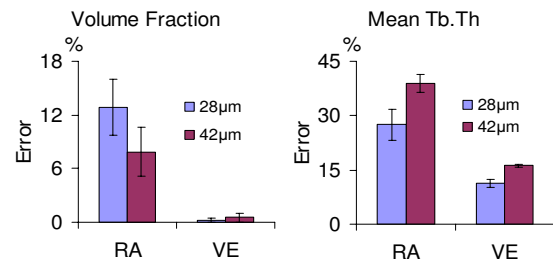 Volume Fraction
%
18
12
6
0
Error
28µm
42µm
RA VE
Mean Tb.Th
%
45
30
15
0
Error
28µm
42µm
RA VE